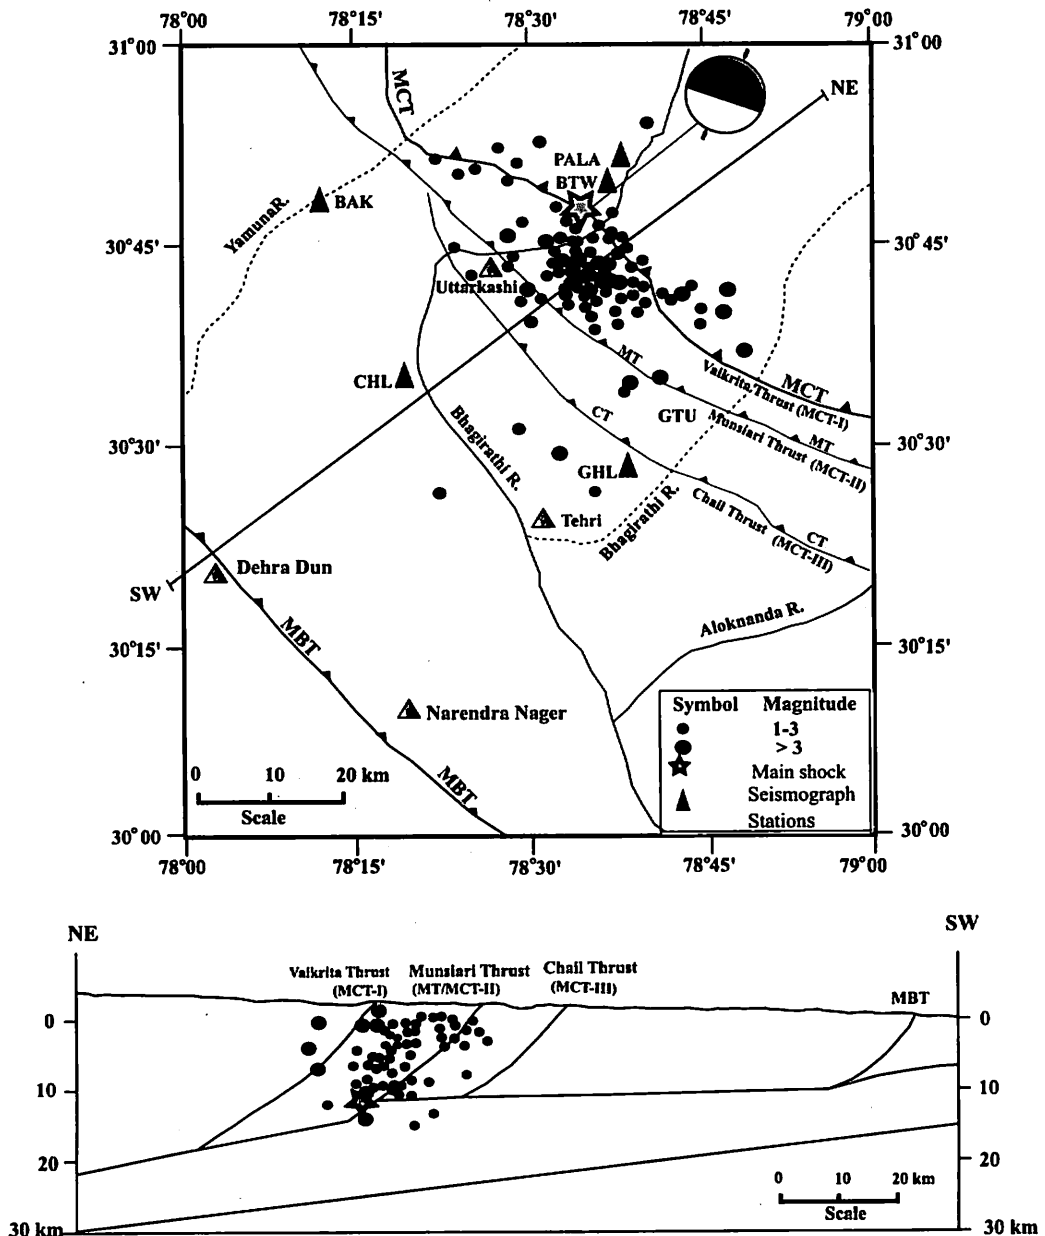 78°00 78°15' 78°30' 78°45' 79°00
31°00 31°00
MCT NE
PALA
BTW
BAK
YamunaR.
30°45' 30°45'
Uttarkashi
MT
CHL
MCT
Vaikrita.Thrust (MCT-I)
CT GTU MT
Munsiari Thrust (MCT-II)
Bhagirathi R.
30°30' 30°30'
GHL
Chail Thrust (MCT-III)
CT
Tehri
Bhagirathi R.
Dehra Dun
SW
Aloknanda R.
MBT
30°15' 30°15'
Narendra Nager
Symbol Magnitude
1-3
> 3
Main shock
Seismograph
Stations
0 10 20 km
Scale
MBT
30°00 30°00
78°00 78°15' 78°30' 78°45' 79°00
NE SW
Vaikrita Thrust Munsiari Thrust Chail Thrust
(MCT-I) (MT/MCT-II) (MCT-III)
MBT
0 0
10 10
20 20
0 10 20 km
Scale
30 km 30 km